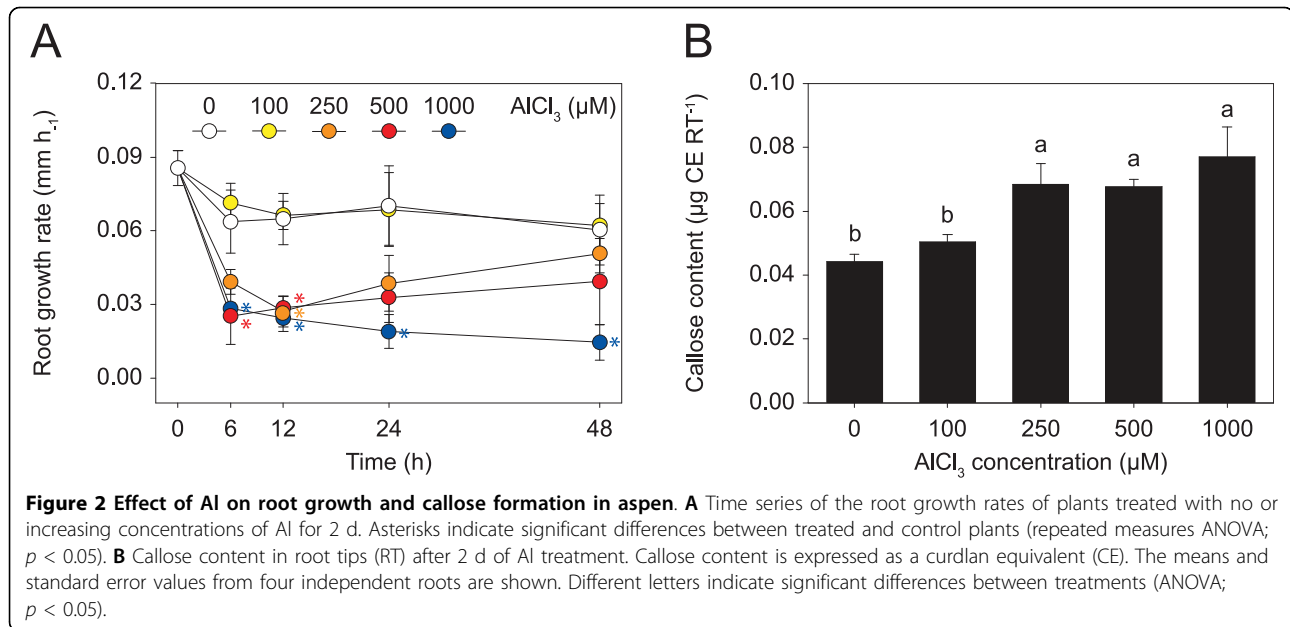 A
B
0.12
0.09
0.06
0.03
0.00
Root growth rate (mm h-1)
0 100 250 500 1000 AlCl3 (µM)
* * * * * * *
0 6 12 24 48
Time (h)
0.10
0.08
0.06
0.04
0.02
0.00
Callose content (µg CE RT-1)
b b a a a
0 100 250 500 1000
AlCl3 concentration (µM)
Figure 2 Effect of Al on root growth and callose formation in aspen. A Time series of the root growth rates of plants treated with no or
increasing concentrations of Al for 2 d. Asterisks indicate significant differences between treated and control plants (repeated measures ANOVA;
p < 0.05). B Callose content in root tips (RT) after 2 d of Al treatment. Callose content is expressed as a curdlan equivalent (CE). The means and
standard error values from four independent roots are shown. Different letters indicate significant differences between treatments (ANOVA;
p < 0.05).